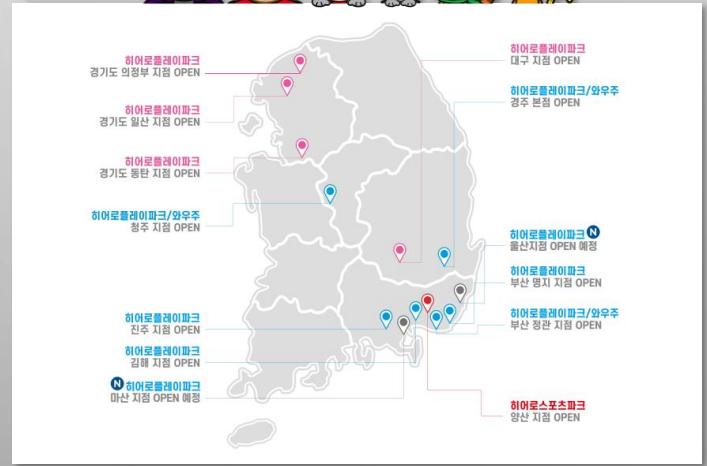 히어로플레이파크
경기도 의정부 지점 OPEN
히어로플레이파크
경기도 일산 지점 OPEN
히어로플레이파크
경기도 동탄 지점 OPEN
히어로플레이파크/와우주
청주 지점 OPEN
히어로플레이파크
진주 지점 OPEN
히어로플레이파크
김해 지점 OPEN
N 히어로플레이파크
마산 지점 OPEN 예정
히어로플레이파크
대구 지점 OPEN
히어로플레이파크/와우주
경주 본점 OPEN
히어로플레이파크 N
울산지점 OPEN 예정
히어로플레이파크
부산 명지 지점 OPEN
히어로플레이파크/와우주
부산 정관 지점 OPEN
히어로스포츠파크
양산 지점 OPEN